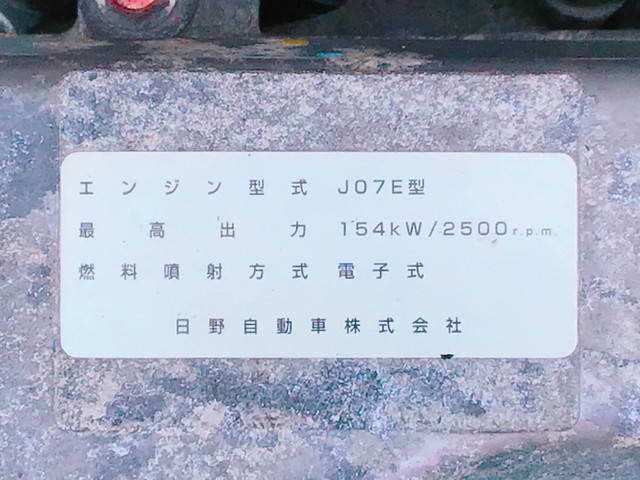 エンジン型式 J07E型
最高出力 154kW/2500r.p.m.
燃料噴射方式 電子式
日野自動車株式会社